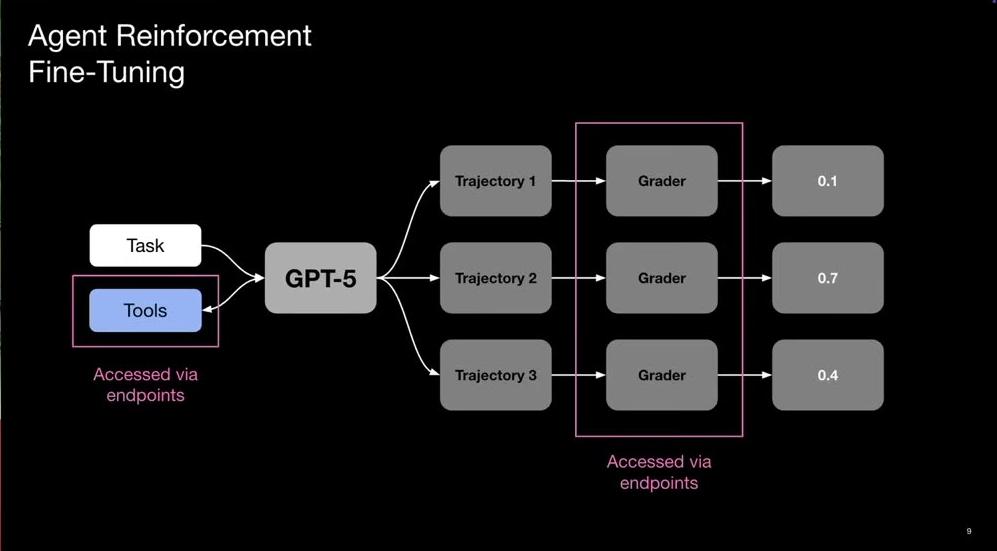 Agent Reinforcement
Fine-Tuning
Task
Tools
Accessed via
endpoints
GPT-5
Trajectory 1
Grader
0.1
Trajectory 2
Grader
0.7
Trajectory 3
Grader
0.4
Accessed via
endpoints
9